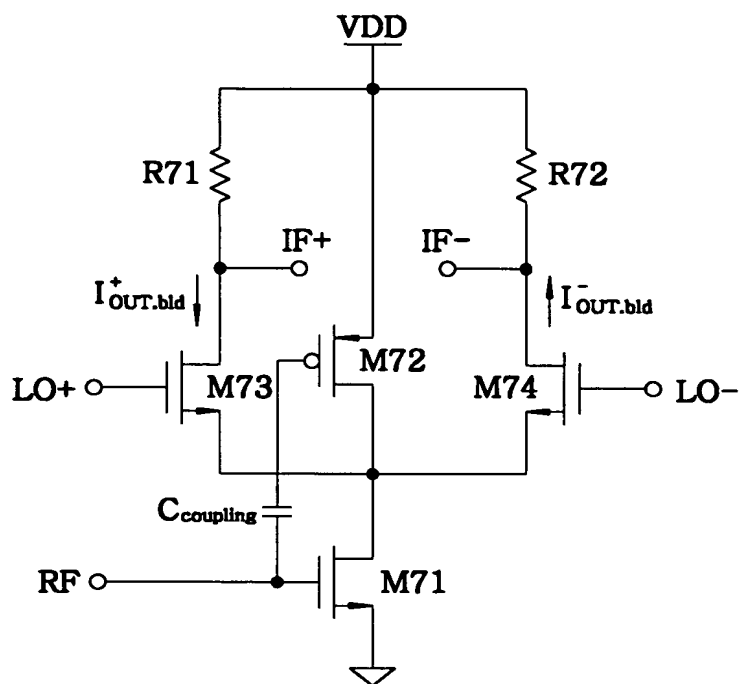 VDD
R71
R72
IF+
IF-
I⁺OUT.bld
I⁻OUT.bld
M72
LO+
M73
M74
LO-
Ccoupling
RF
M71